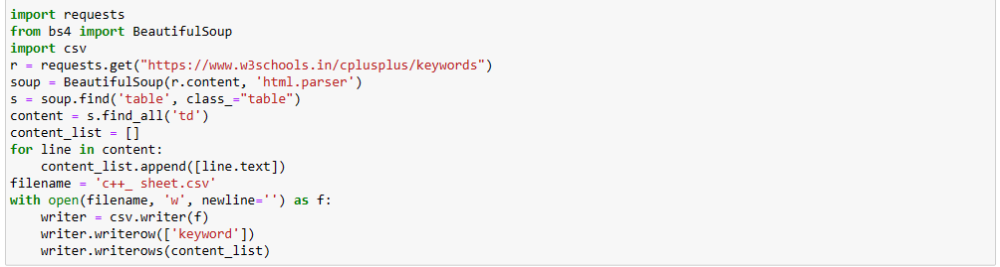 import requests
from bs4 import BeautifulSoup
import csv
r = requests.get("https://www.w3schools.in/cplusplus/keywords")
soup = BeautifulSoup(r.content, 'html.parser')
s = soup.find('table', class_="table")
content = s.find_all('td')
content_list = []
for line in content:
    content_list.append([line.text])
filename = 'c++_ sheet.csv'
with open(filename, 'w', newline='') as f:
    writer = csv.writer(f)
    writer.writerow(['keyword'])
    writer.writerows(content_list)